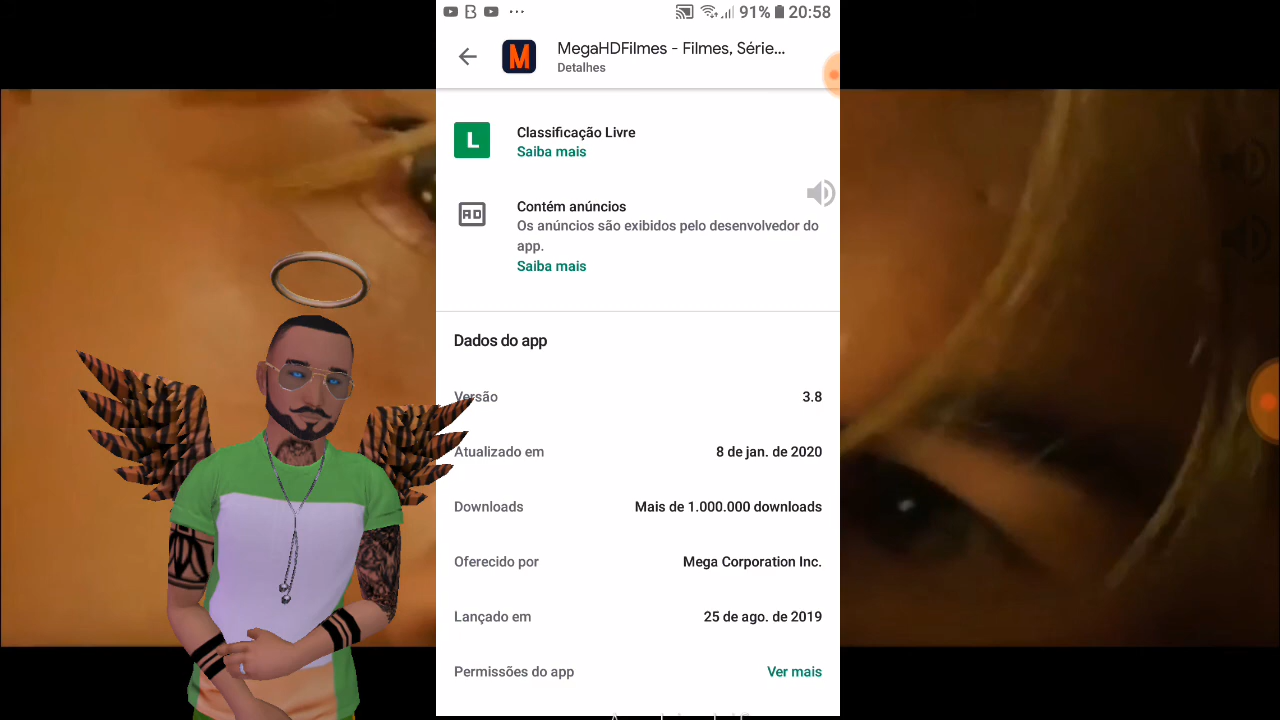 91% 20:58
M
MegaHDFilmes - Filmes, Série...
Detalhes
L
Classificação Livre
Saiba mais
AD
Contém anúncios
Os anúncios são exibidos pelo desenvolvedor do
app.
Saiba mais
Dados do app
Versão 3.8
Atualizado em 8 de jan. de 2020
Downloads Mais de 1.000.000 downloads
Oferecido por Mega Corporation Inc.
Lançado em 25 de ago. de 2019
Permissões do app Ver mais